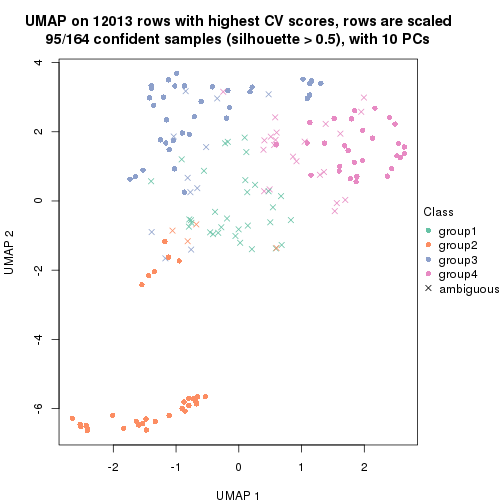 UMAP on 12013 rows with highest CV scores, rows are scaled
95/164 confident samples (silhouette > 0.5), with 10 PCs
4
2
0
-2
-4
-6
UMAP 2
-2
-1
0
1
2
UMAP 1
Class
group1
group2
group3
group4
ambiguous